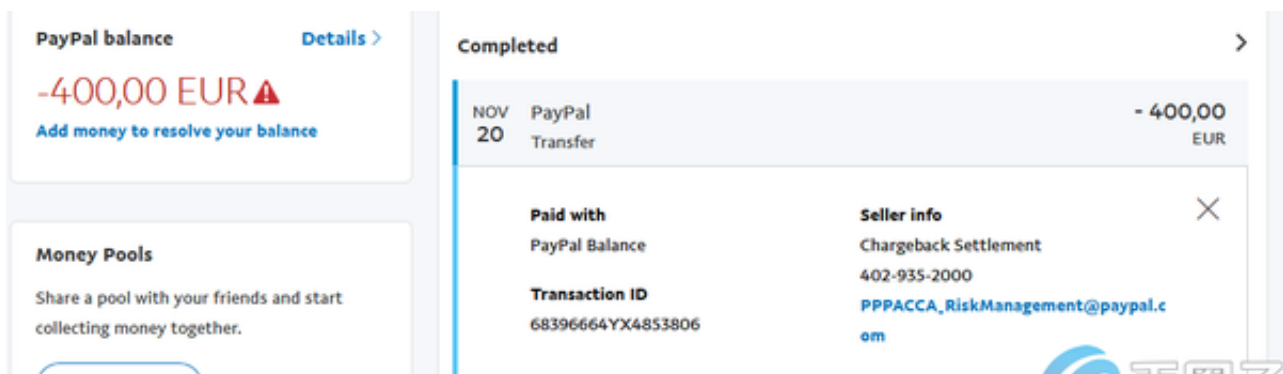 PayPal balance
Details >
-400,00 EUR
Add money to resolve your balance
Money Pools
Share a pool with your friends and start
collecting money together.
Completed
NOV
20
PayPal
Transfer
- 400,00
EUR
Paid with
PayPal Balance
Transaction ID
68396664YX4853806
Seller info
Chargeback Settlement
402-935-2000
PPPACCA_RiskManagement@paypal.c
om